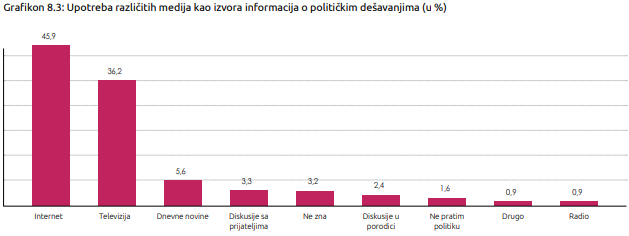 Grafikon 8.3: Upotreba različitih medija kao izvora informacija o političkim dešavanjima (u %)
45,9
36,2
5,6
3,3
3,2
2,4
1,6
0,9
0,9
Internet
Televizija
Dnevne novine
Diskusije sa
prijateljima
Ne zna
Diskusije u
porodici
Ne pratim
politiku
Drugo
Radio